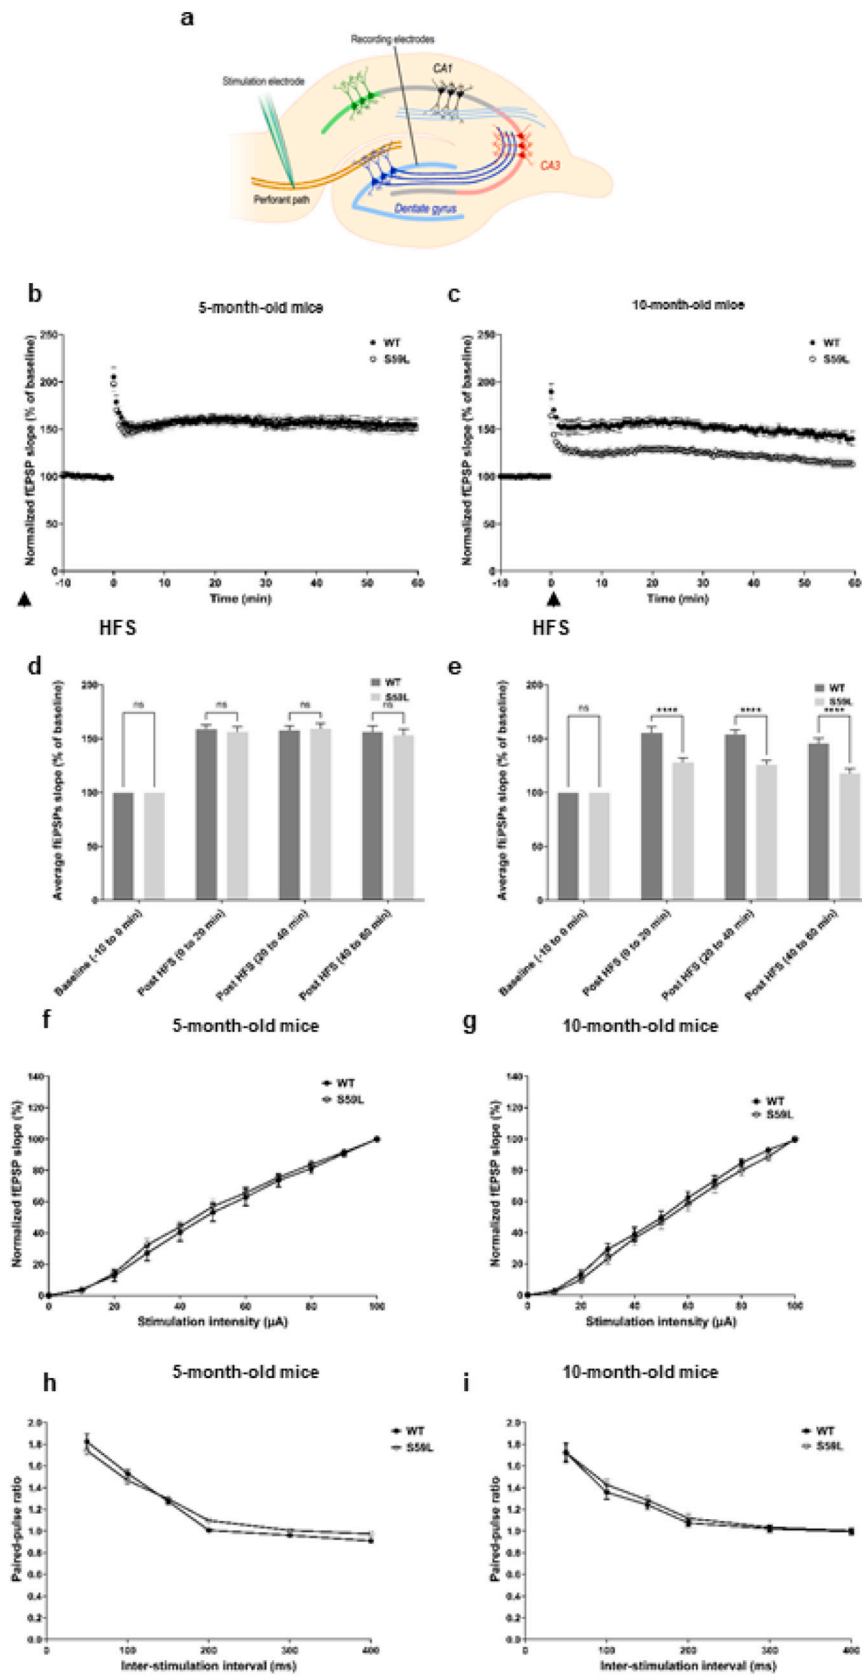 a
Recording electrodes
Stimulation electrode
CA1
CA3
Perforant path
Dentate gyrus
b
5-month-old mice
Normalized fEPSP slope (% of baseline)
250
200
150
100
50
0
WT
S59L
-10
0
10
20
30
40
50
60
Time (min)
HFS
c
10-month-old mice
Normalized fEPSP slope (% of baseline)
250
200
150
100
50
0
WT
S59L
-10
0
10
20
30
40
50
60
Time (min)
HFS
d
Average fEPSPs slope (% of baseline)
200
150
100
50
0
WT
S59L
ns
ns
ns
ns
Baseline (-10 to 0 min)
Post HFS (0 to 20 min)
Post HFS (20 to 40 min)
Post HFS (40 to 60 min)
e
Average fEPSPs slope (% of baseline)
200
150
100
50
0
WT
S59L
ns
****
****
****
Baseline (-10 to 0 min)
Post HFS (0 to 20 min)
Post HFS (20 to 40 min)
Post HFS (40 to 60 min)
f
5-month-old mice
Normalized fEPSP slope (%)
140
120
100
80
60
40
20
0
WT
S59L
0
20
40
60
80
100
Stimulation intensity (µA)
g
10-month-old mice
Normalized fEPSP slope (%)
140
120
100
80
60
40
20
0
WT
S59L
0
20
40
60
80
100
Stimulation intensity (µA)
h
5-month-old mice
Paired-pulse ratio
2.0
1.8
1.6
1.4
1.2
1.0
0.8
0.6
0.4
0.2
0.0
WT
S59L
0
100
200
300
400
Inter-stimulation interval (ms)
i
10-month-old mice
Paired-pulse ratio
2.0
1.8
1.6
1.4
1.2
1.0
0.8
0.6
0.4
0.2
0.0
WT
S59L
0
100
200
300
400
Inter-stimulation interval (ms)